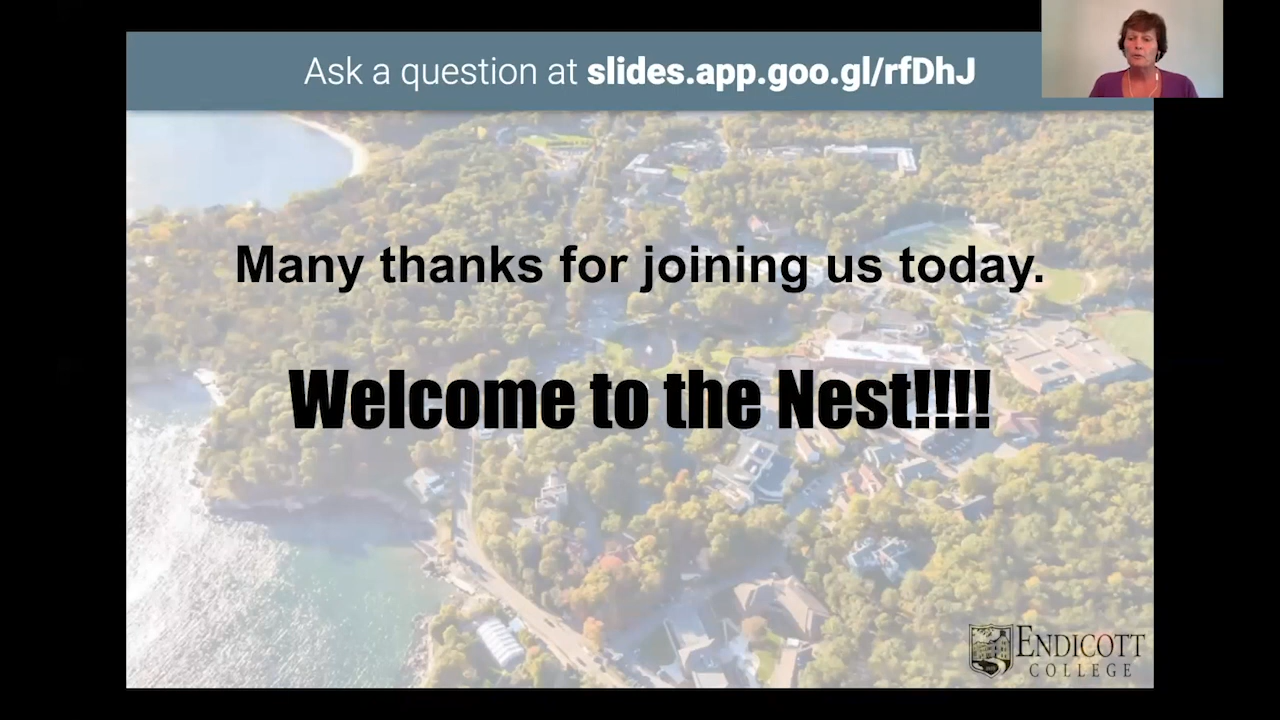 Ask a question at slides.app.goo.gl/rfDhJ
Many thanks for joining us today.
Welcome to the Nest!!!!
ENDICOTT
COLLEGE